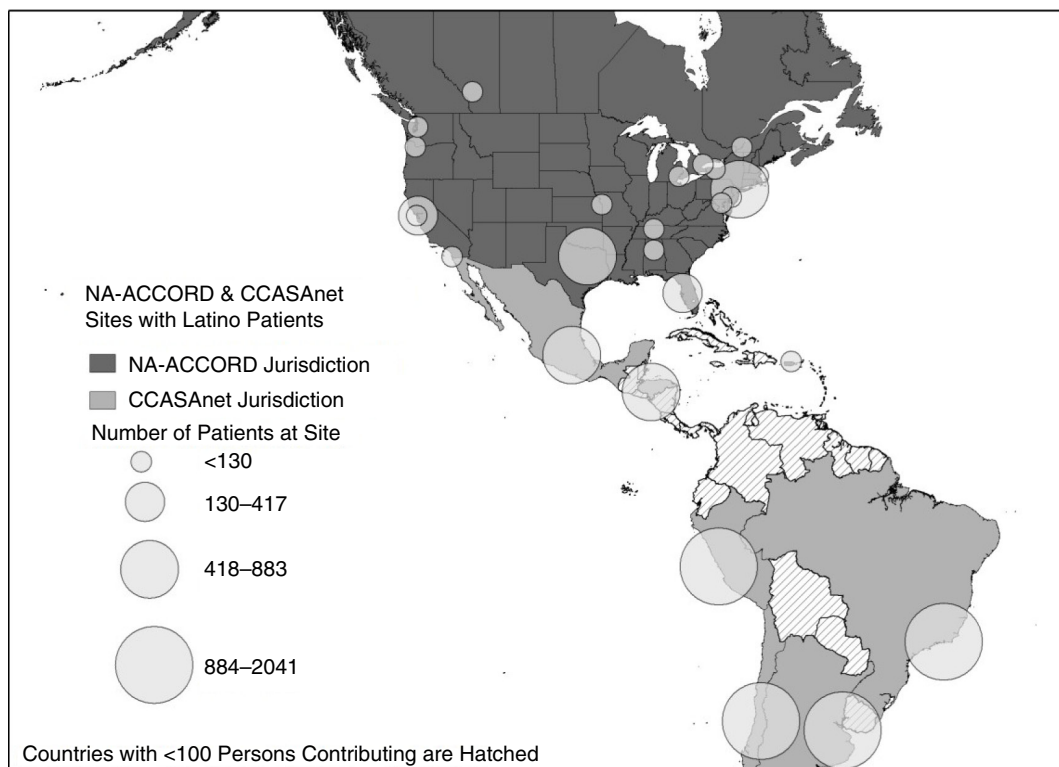 NA-ACCORD & CCASAnet
Sites with Latino Patients
NA-ACCORD Jurisdiction
CCASAnet Jurisdiction
Number of Patients at Site
<130
130–417
418–883
884–2041
Countries with <100 Persons Contributing are Hatched